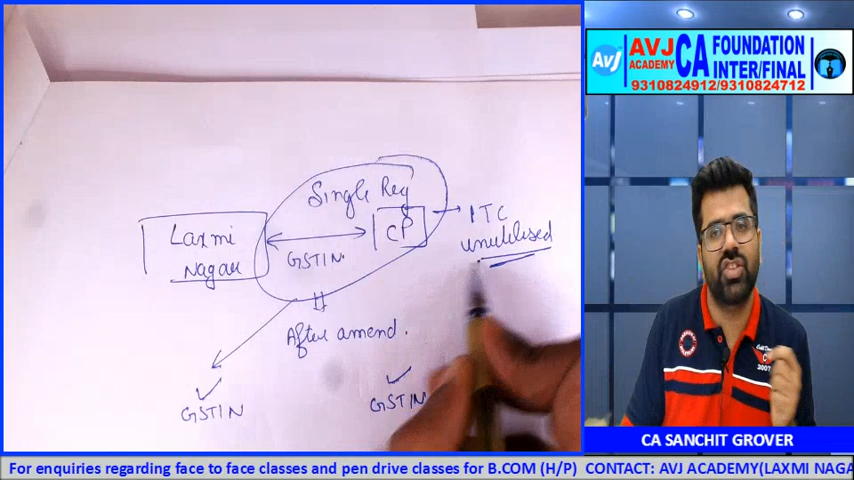 Single Reg
Laxmi
Nagar
CP
ITC
unutilised
GSTIN.
After amend.
GSTIN
GSTIN
AVJ
AVJ
ACADEMY
CA
FOUNDATION
INTER/FINAL
9310824912/9310824712
CA SANCHIT GROVER
For enquiries regarding face to face classes and pen drive classes for B.COM (H/P) CONTACT: AVJ ACADEMY(LAXMI NAGA